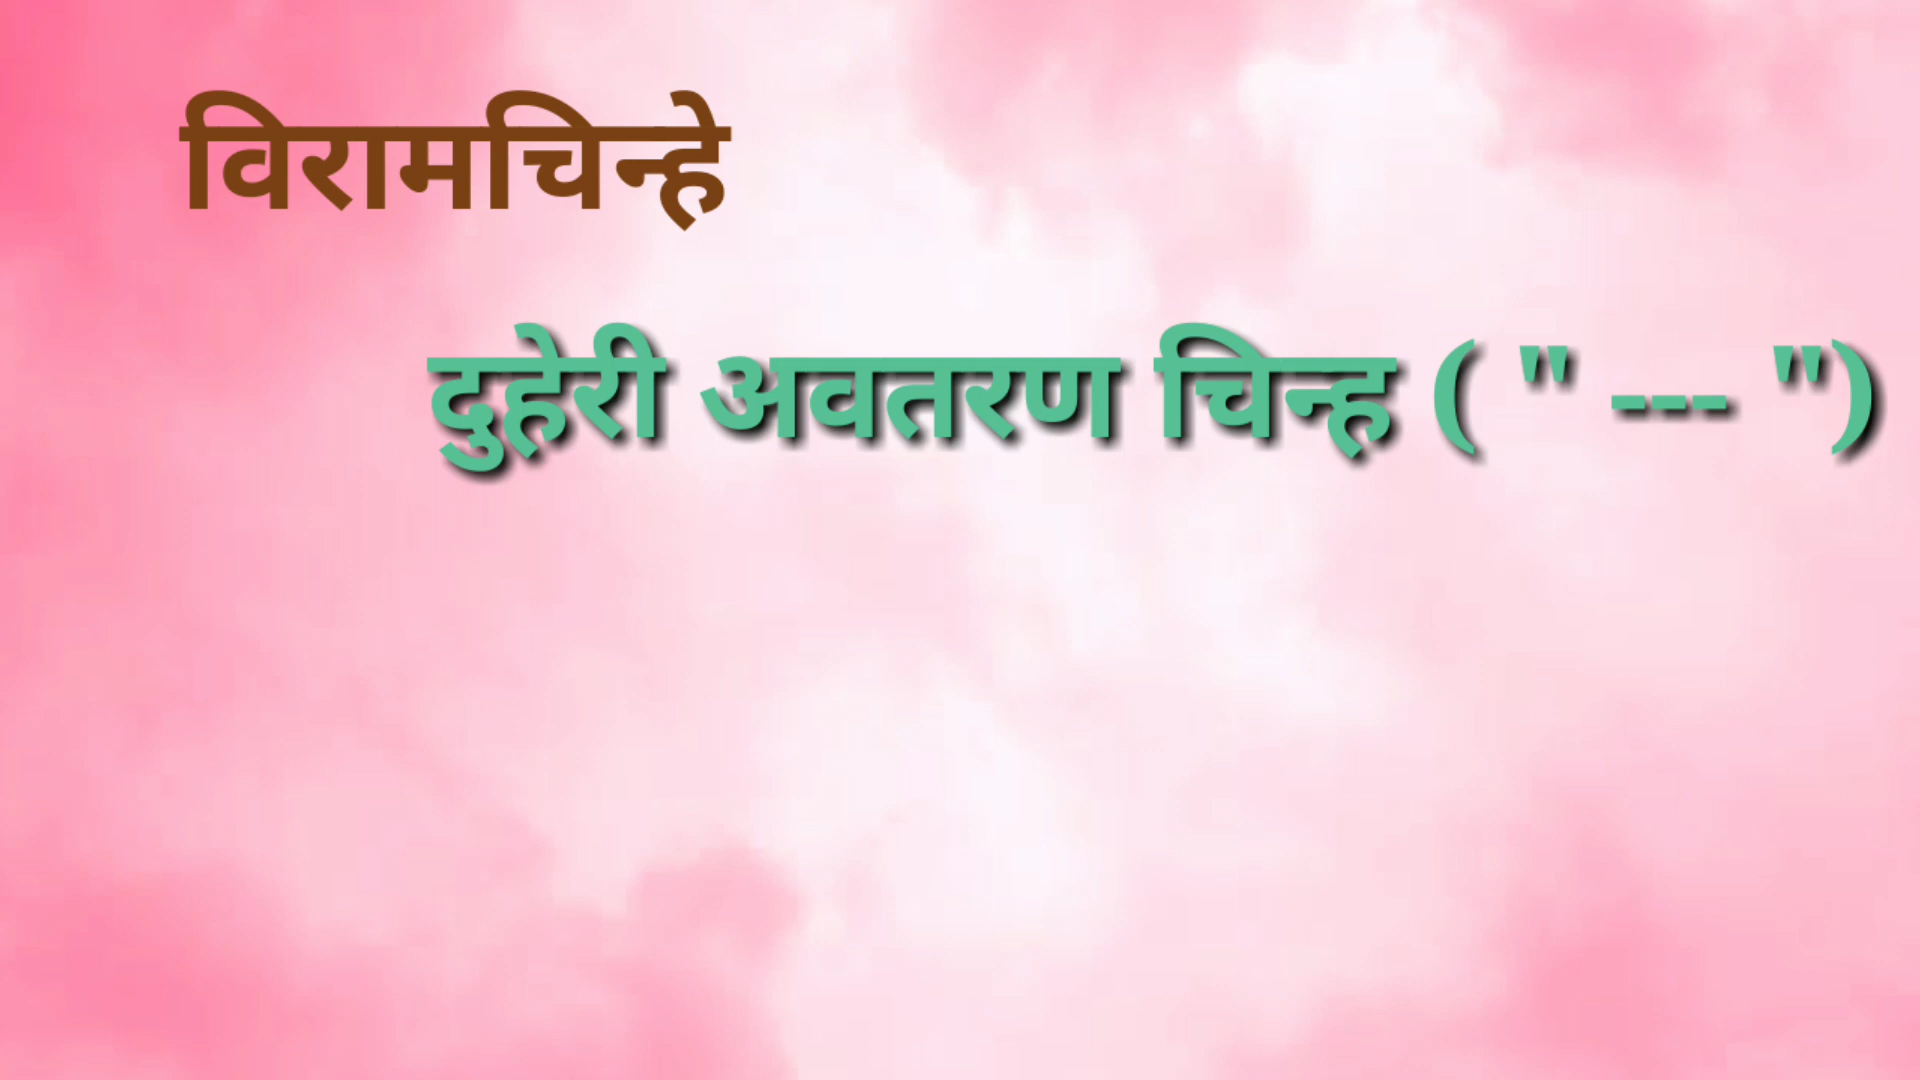 विरामचिन्हे
दुहेरी अवतरण चिन्ह ( " --- ")